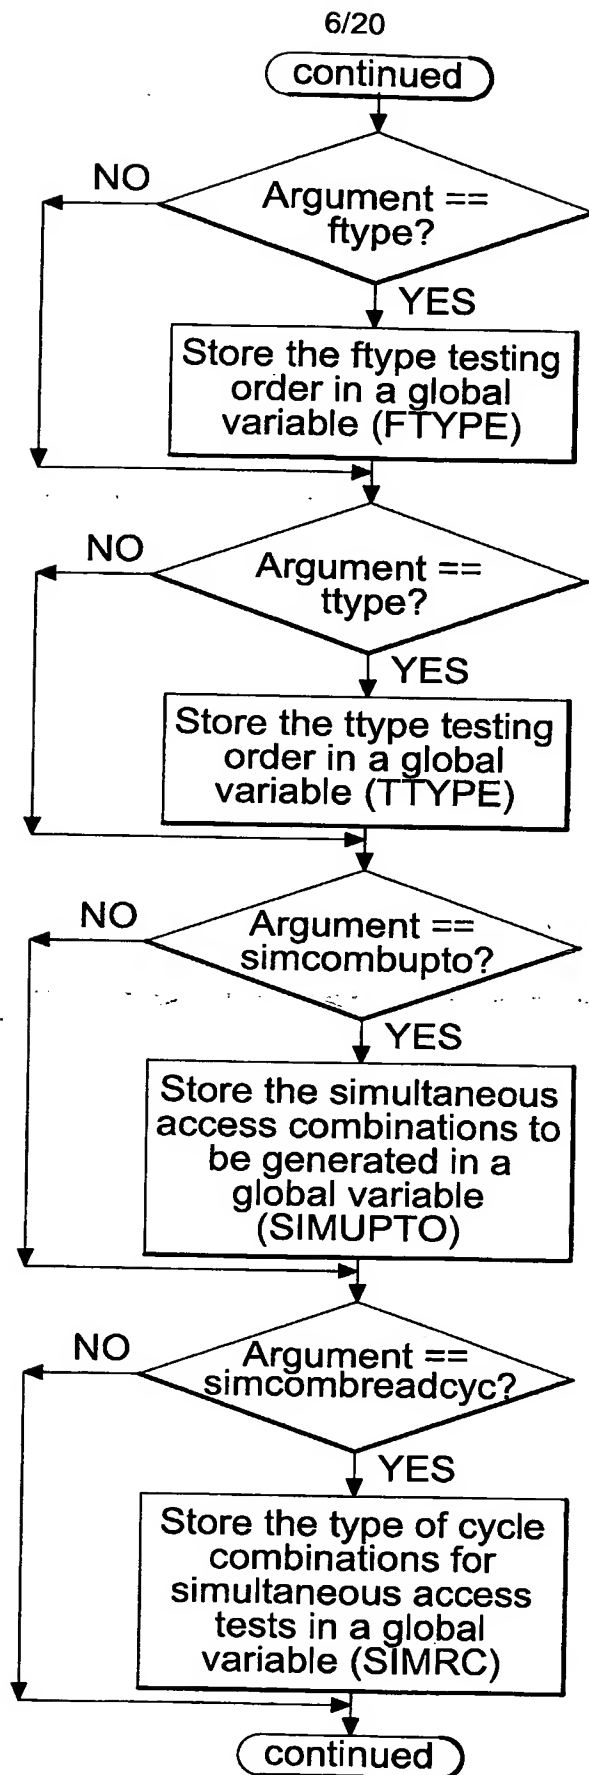 6/20
continued
NO
Argument ==
ftype?
YES
Store the ftype testing
order in a global
variable (FTYPE)
NO
Argument ==
ttype?
YES
Store the ttype testing
order in a global
variable (TTYPE)
NO
Argument ==
simcombupto?
YES
Store the simultaneous
access combinations to
be generated in a
global variable
(SIMUPTO)
NO
Argument ==
simcombreadcyc?
YES
Store the type of cycle
combinations for
simultaneous access
tests in a global
variable (SIMRC)
continued